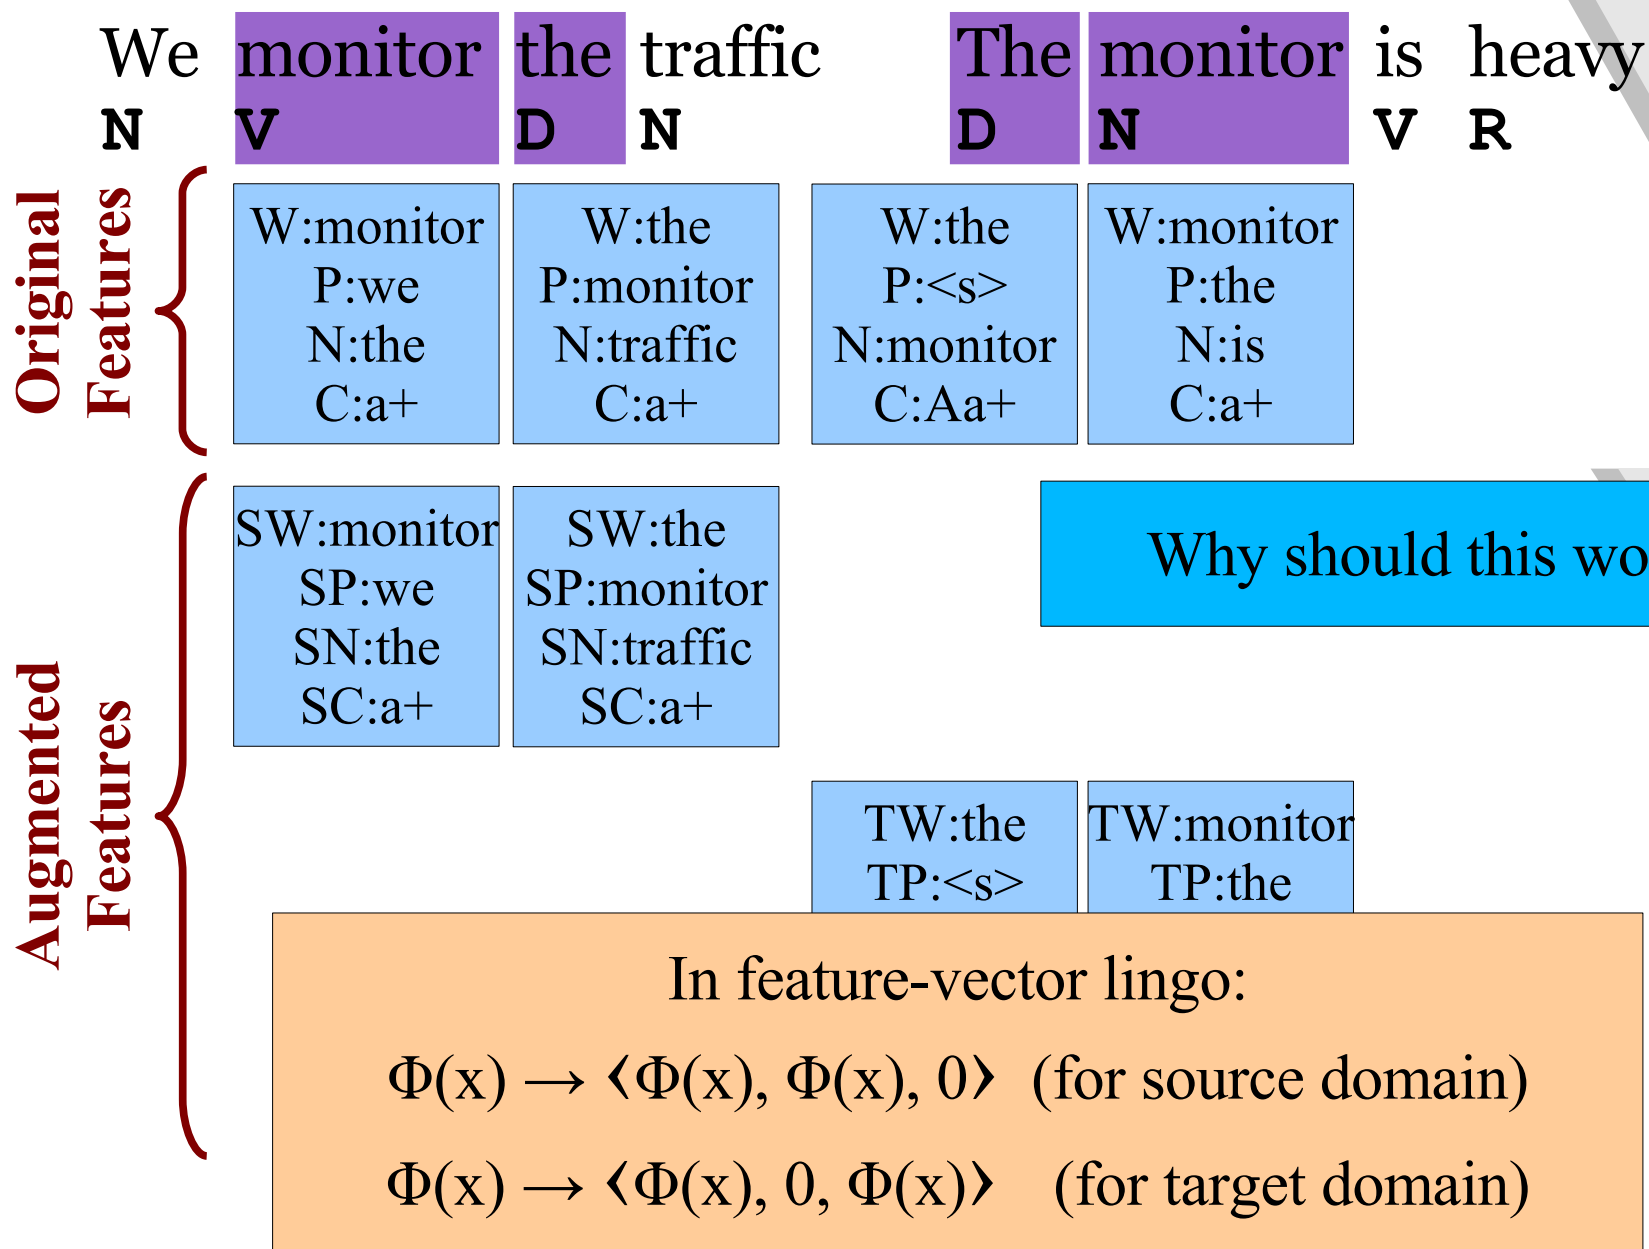 We monitor the traffic The monitor is heavy
N V D N D N V R
Original
Features
W:monitor
P:we
N:the
C:a+
W:the
P:monitor
N:traffic
C:a+
W:the
P:<s>
N:monitor
C:Aa+
W:monitor
P:the
N:is
C:a+
Augmented
Features
SW:monitor
SP:we
SN:the
SC:a+
SW:the
SP:monitor
SN:traffic
SC:a+
Why should this wo
TW:the
TP:<s>
TW:monitor
TP:the
In feature-vector lingo:
Φ(x) → ‹Φ(x), Φ(x), 0› (for source domain)
Φ(x) → ‹Φ(x), 0, Φ(x)› (for target domain)